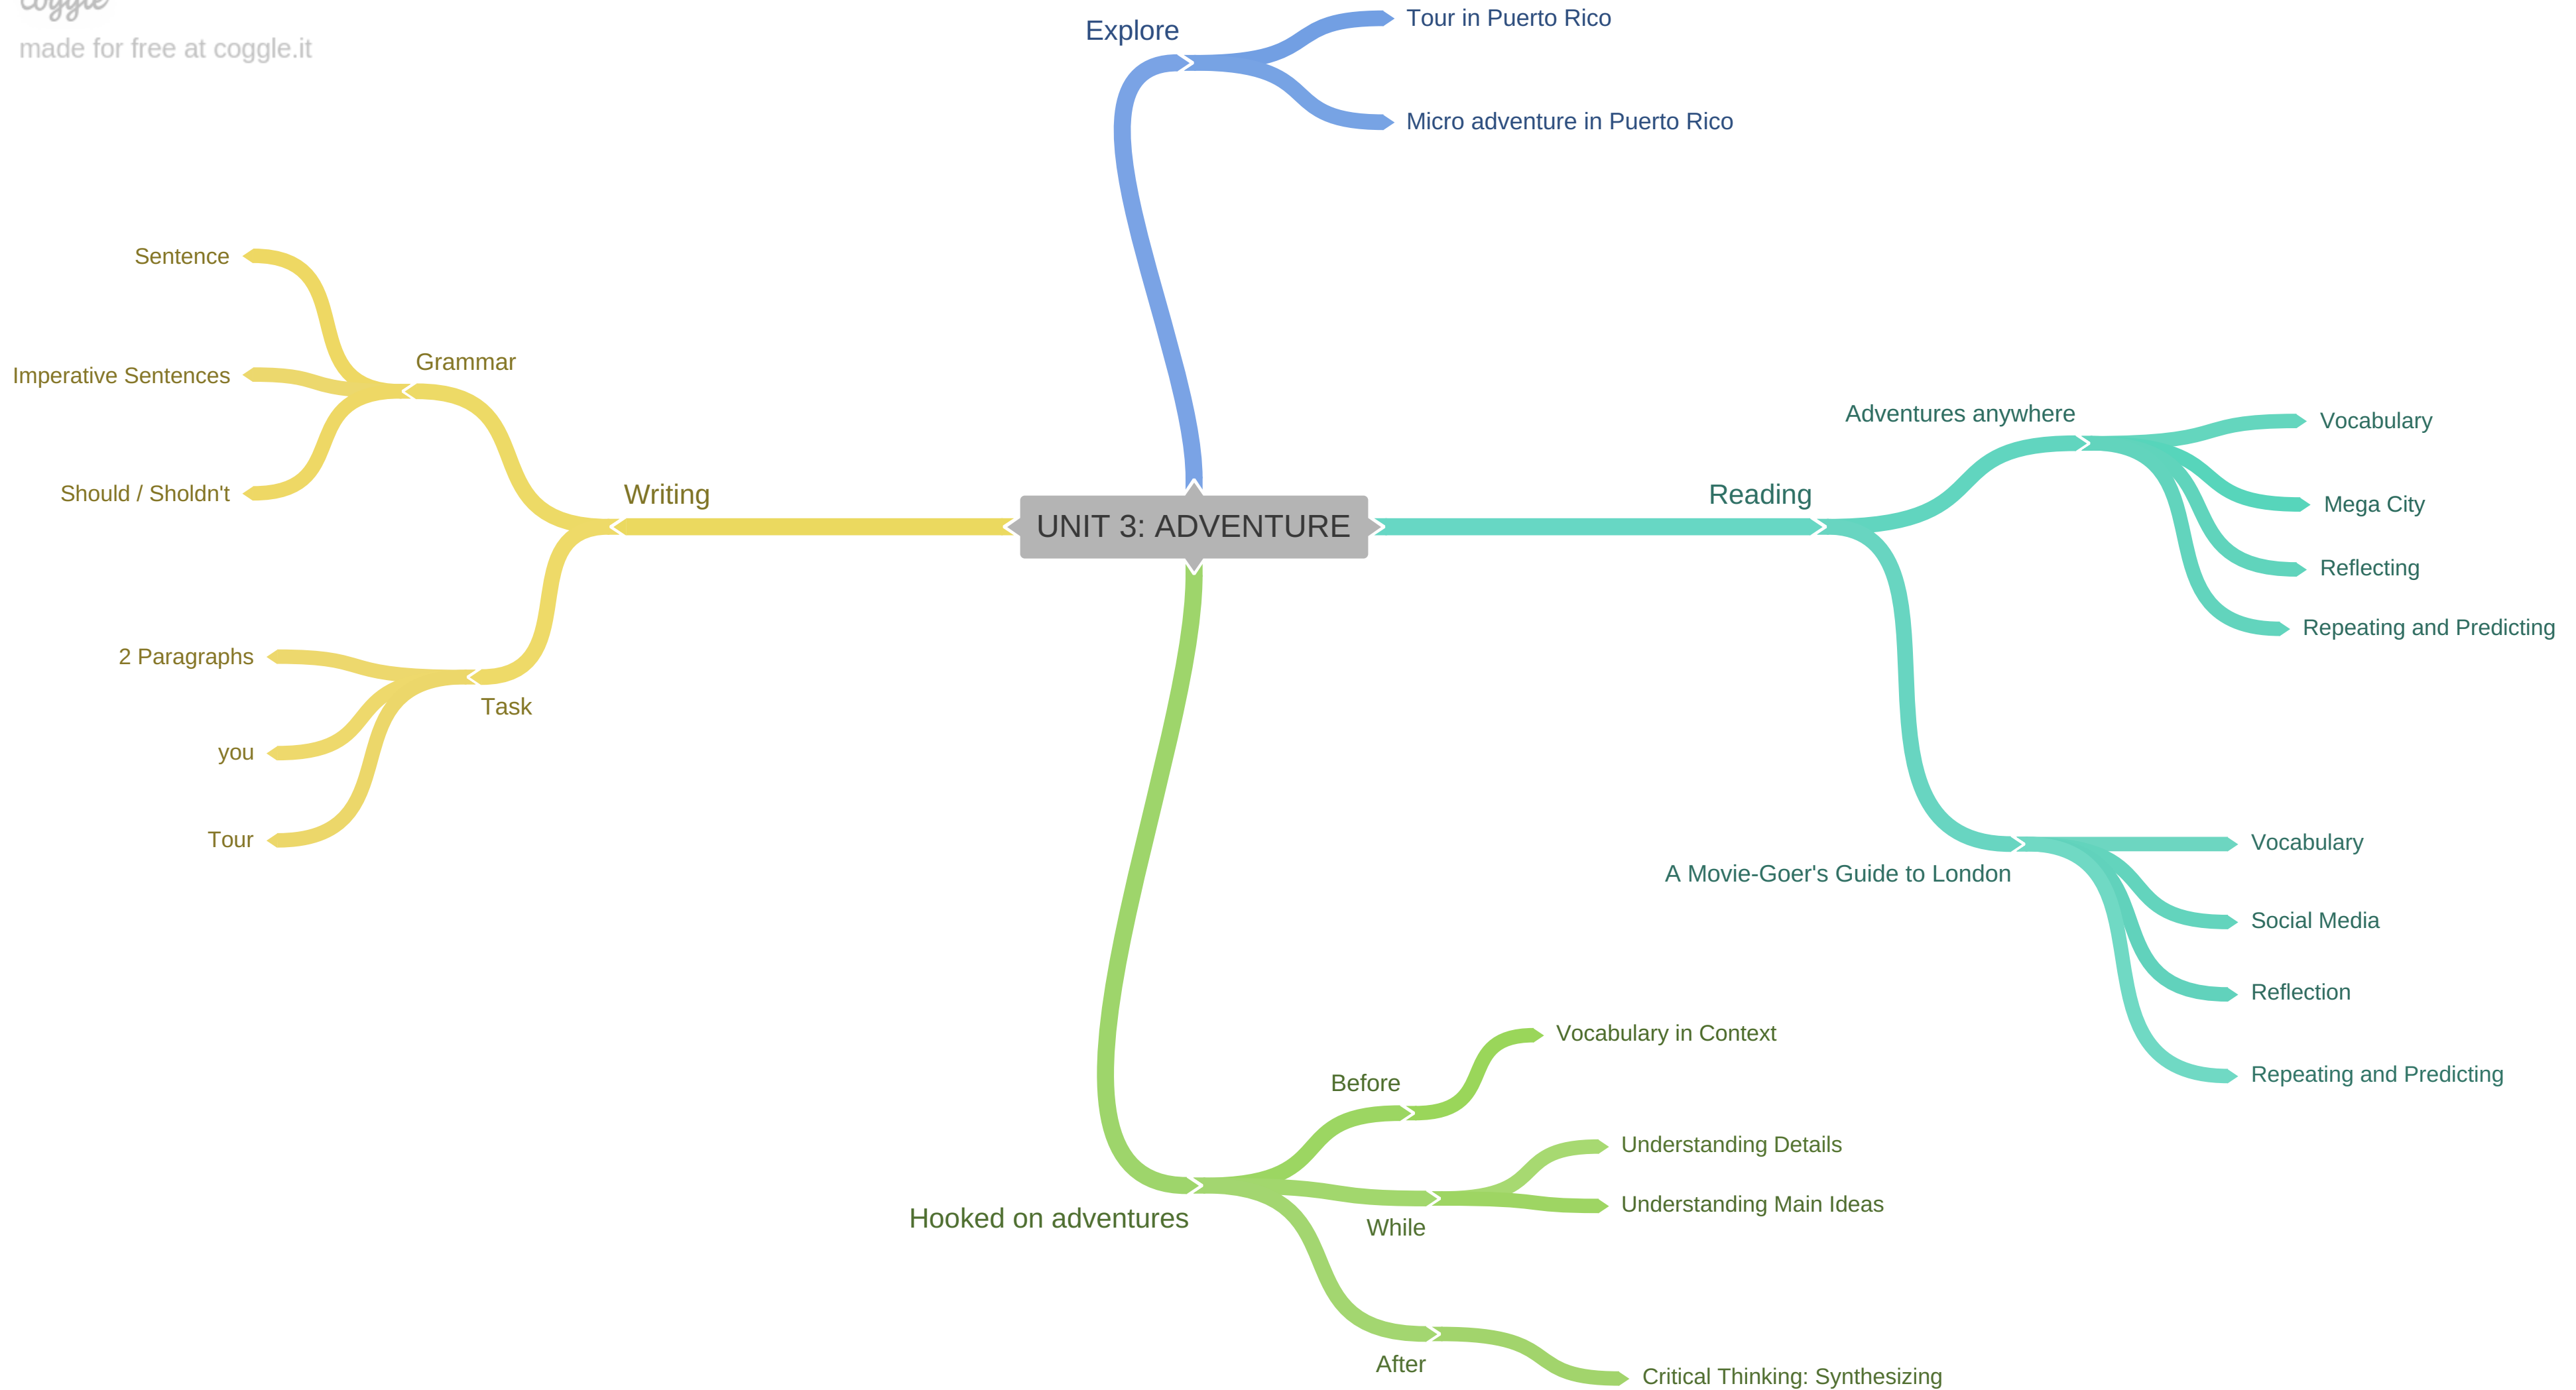 coggle
made for free at coggle.it
Explore
Tour in Puerto Rico
Micro adventure in Puerto Rico
Sentence
Imperative Sentences
Should / Sholdn't
Grammar
Writing
2 Paragraphs
you
Tour
Task
UNIT 3: ADVENTURE
Reading
Adventures anywhere
Vocabulary
Mega City
Reflecting
Repeating and Predicting
A Movie-Goer's Guide to London
Vocabulary
Social Media
Reflection
Repeating and Predicting
Hooked on adventures
Before
Vocabulary in Context
While
Understanding Details
Understanding Main Ideas
After
Critical Thinking: Synthesizing